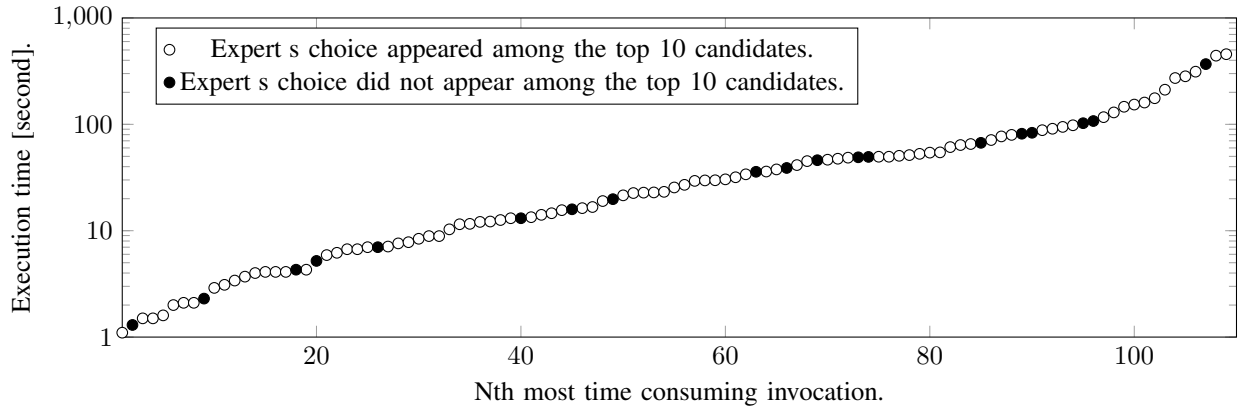 1,000
Expert s choice appeared among the top 10 candidates.
Expert s choice did not appear among the top 10 candidates.
100
10
1
Execution time [second].
20 40 60 80 100
Nth most time consuming invocation.